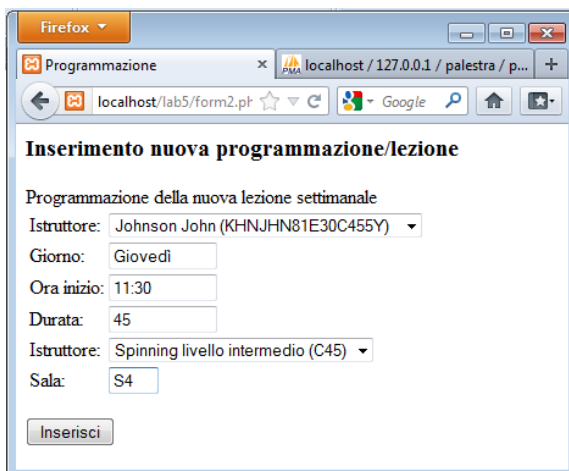 Firefox
Programmazione
localhost / 127.0.0.1 / palestra / p...
localhost/lab5/form2.ph
Google
Inserimento nuova programmazione/lezione
Programmazione della nuova lezione settimanale
Istruttore: Johnson John (KHNJHN81E30C455Y)
Giorno: Giovedì
Ora inizio: 11:30
Durata: 45
Istruttore: Spinning livello intermedio (C45)
Sala: S4
Inserisci